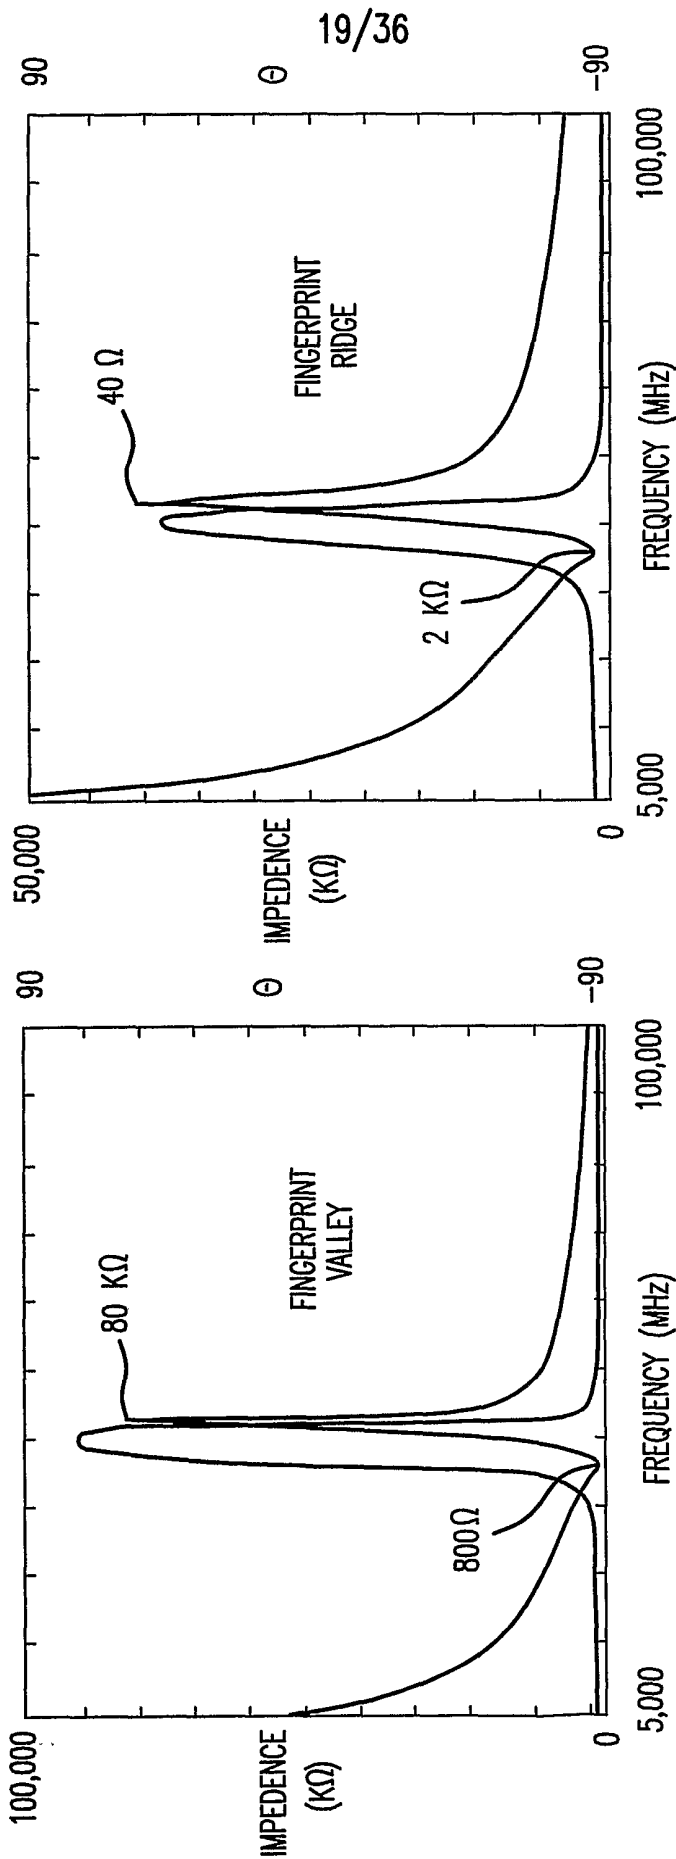 19/36
100,000
IMPEDENCE
(KΩ)
0
5,000
FREQUENCY (MHz)
100,000
90
Θ
-90
80 KΩ
800Ω
FINGERPRINT
VALLEY
50,000
IMPEDENCE
(KΩ)
0
5,000
FREQUENCY (MHz)
100,000
90
Θ
-90
40 Ω
2 KΩ
FINGERPRINT
RIDGE